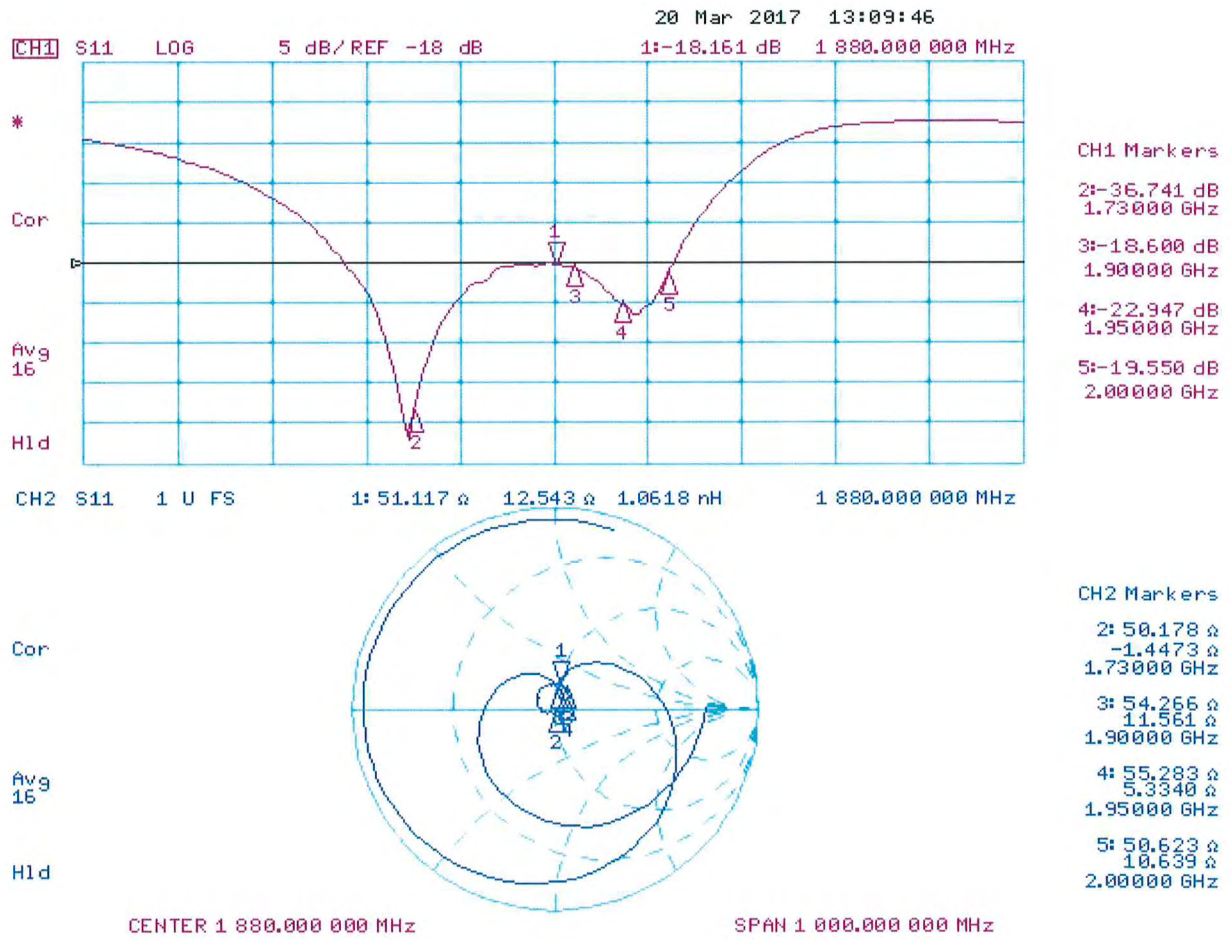 20 Mar 2017 13:09:46
CH1 S11 LOG 5 dB/REF -18 dB 1:-18.161 dB 1 880.000 000 MHz
*
CH1 Markers
2:-36.741 dB
1.73000 GHz
Cor
1
3:-18.600 dB
1.90000 GHz
3
5
4
4:-22.947 dB
1.95000 GHz
Avg
16
5:-19.550 dB
2.00000 GHz
Hld
2
CH2 S11 1 U FS 1: 51.117 Ω 12.543 Ω 1.0618 nH 1 880.000 000 MHz
CH2 Markers
2: 50.178 Ω
-1.4473 Ω
1.73000 GHz
Cor
1
3: 54.266 Ω
11.561 Ω
1.90000 GHz
4
2
4: 55.283 Ω
5.3340 Ω
1.95000 GHz
Avg
16
5: 50.623 Ω
10.639 Ω
2.00000 GHz
Hld
CENTER 1 880.000 000 MHz SPAN 1 000.000 000 MHz